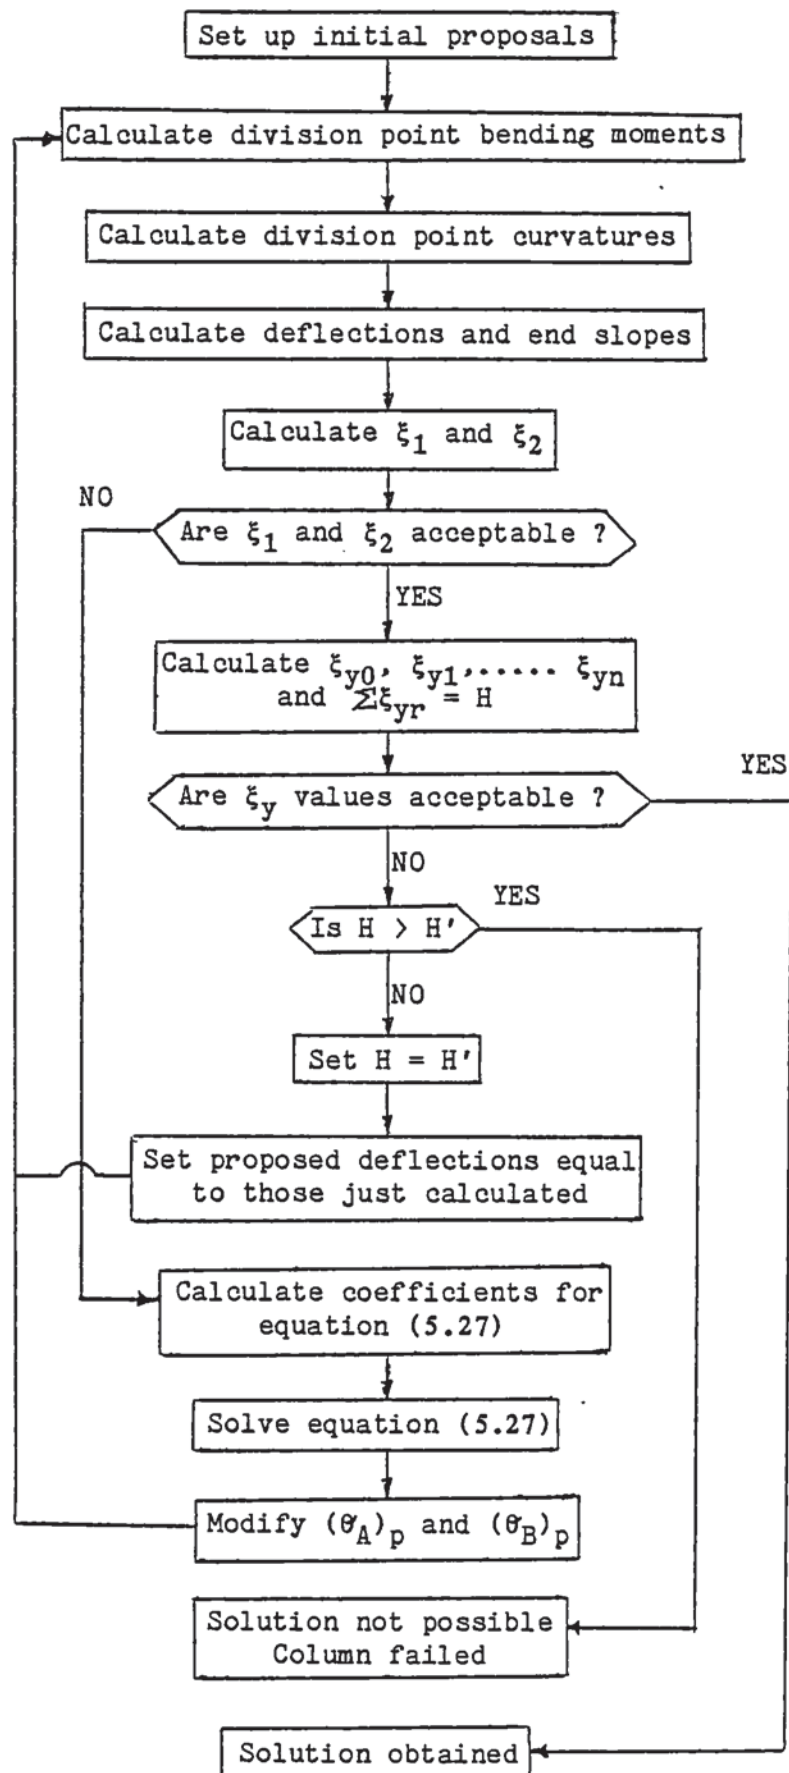 Set up initial proposals
Calculate division point bending moments
Calculate division point curvatures
Calculate deflections and end slopes
Calculate ξ₁ and ξ₂
NO
Are ξ₁ and ξ₂ acceptable ?
YES
Calculate ξy0, ξy1,..... ξyn
and Σξyr = H
YES
Are ξy values acceptable ?
NO
YES
Is H > H'
NO
Set H = H'
Set proposed deflections equal
to those just calculated
Calculate coefficients for
equation (5.27)
Solve equation (5.27)
Modify (θA)p and (θB)p
Solution not possible
Column failed
Solution obtained